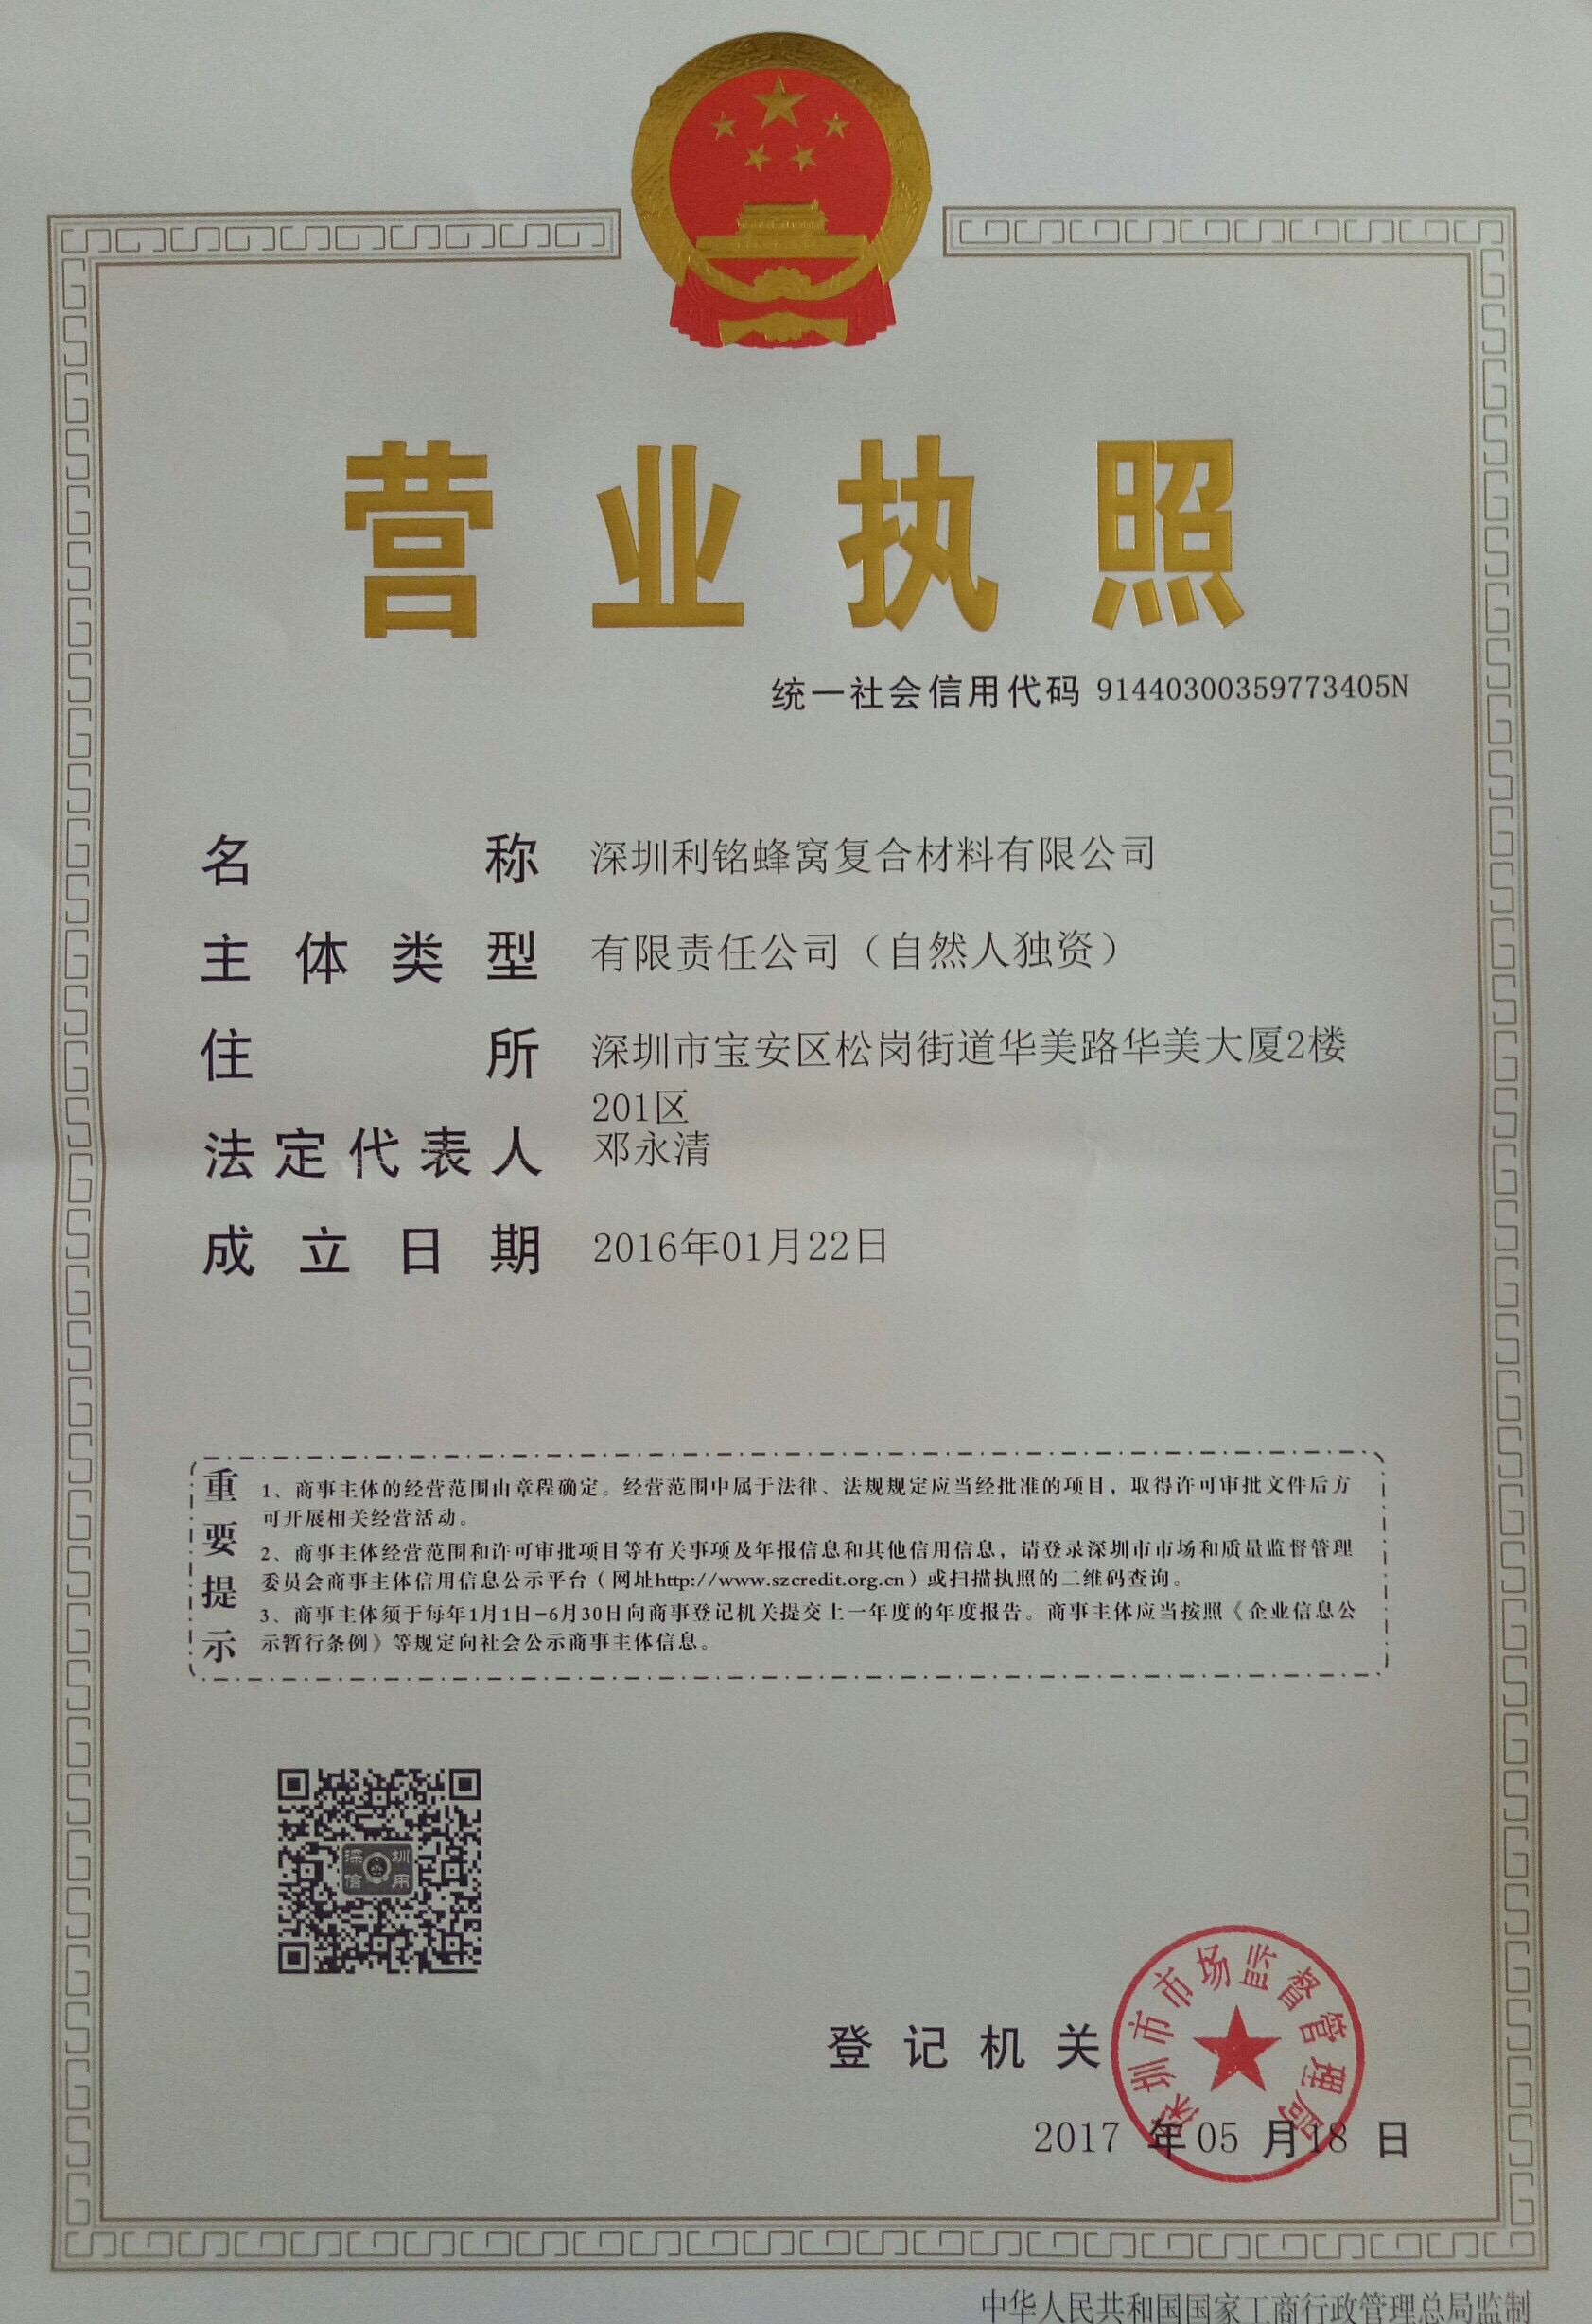 营业执照
统一社会信用代码 91440300359773405N
名称 深圳利铭蜂窝复合材料有限公司
主体类型 有限责任公司（自然人独资）
住所 深圳市宝安区松岗街道华美路华美大厦2楼
201区
法定代表人 邓永清
成立日期 2016年01月22日
重要提示
1、商事主体的经营范围由章程确定。经营范围中属于法律、法规规定应当经批准的项目，取得许可审批文件后方
可开展相关经营活动。
2、商事主体经营范围和许可审批项目等有关事项及年报信息和其他信用信息，请登录深圳市市场和质量监督管理
委员会商事主体信用信息公示平台（网址http://www.szcredit.org.cn）或扫描执照的二维码查询。
3、商事主体须于每年1月1日-6月30日向商事登记机关提交上一年度的年度报告。商事主体应当按照《企业信息公
示暂行条例》等规定向社会公示商事主体信息。
深圳
信用
登记机关
深圳市市场监督管理局
2017 年05 月18 日
中华人民共和国国家工商行政管理总局监制